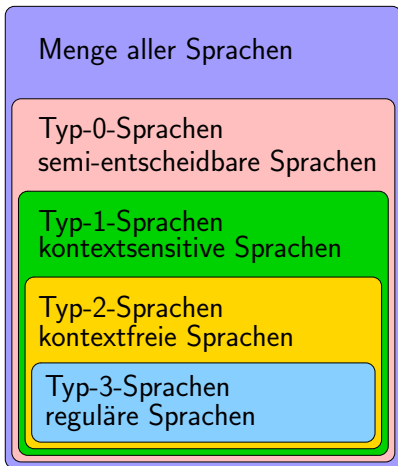 Menge aller Sprachen
Typ-0-Sprachen
semi-entscheidbare Sprachen
Typ-1-Sprachen
kontextsensitive Sprachen
Typ-2-Sprachen
kontextfreie Sprachen
Typ-3-Sprachen
reguläre Sprachen